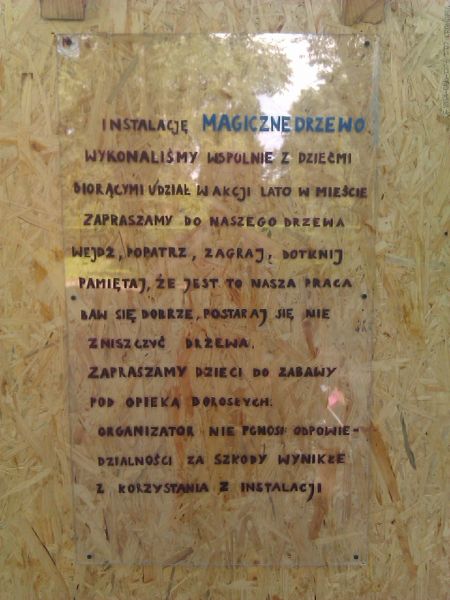 INSTALACJĘ MAGICZNE DRZEWO
WYKONALIŚMY WSPÓLNIE Z DZIEĆMI
BIORĄCYMI UDZIAŁ W AKCJI LATO W MIEŚCIE
ZAPRASZAMY DO NASZEGO DRZEWA
WEJDŹ, POPATRZ, ZAGRAJ, DOTKNIJ
PAMIĘTAJ, ŻE JEST TO NASZA PRACA
BAW SIĘ DOBRZE, POSTARAJ SIĘ NIE
ZNISZCZYĆ DRZEWA.
ZAPRASZAMY DZIECI DO ZABAWY
POD OPIEKĄ DOROSŁYCH.
ORGANIZATOR NIE PONOSI ODPOWIE-
DZIALNOŚCI ZA SZKODY WYNIKŁE
Z KORZYSTANIA Z INSTALACJI